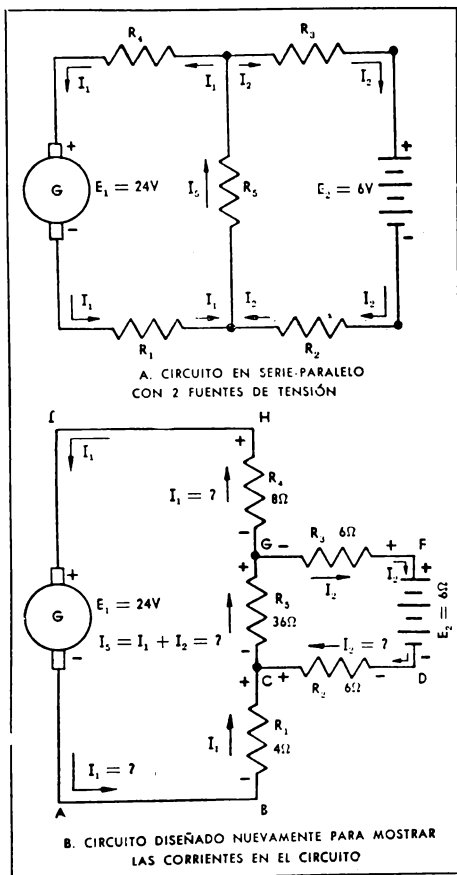 R₄
R₃
I₁
I₁
I₂
I₂
+
G
E₁ = 24V
-
I₅
R₅
+
E₂ = 6V
-
I₁
I₁
I₂
I₂
R₁
R₂
A. CIRCUITO EN SERIE-PARALELO
CON 2 FUENTES DE TENSIÓN
I
H
I₁
+
I₁ = ?
R₄
8Ω
-
G
-
R₃
6Ω
+
F
+
I₂
I₂
+
G
E₁ = 24V
I₅ = I₁ + I₂ = ?
-
+
R₅
36Ω
-
E₂ = 6Ω
I₂ = ?
+
C
+
R₂
6Ω
-
-
D
I₁
R₁
4Ω
-
I₁ = ?
A
B
B. CIRCUITO DISEÑADO NUEVAMENTE PARA MOSTRAR
LAS CORRIENTES EN EL CIRCUITO